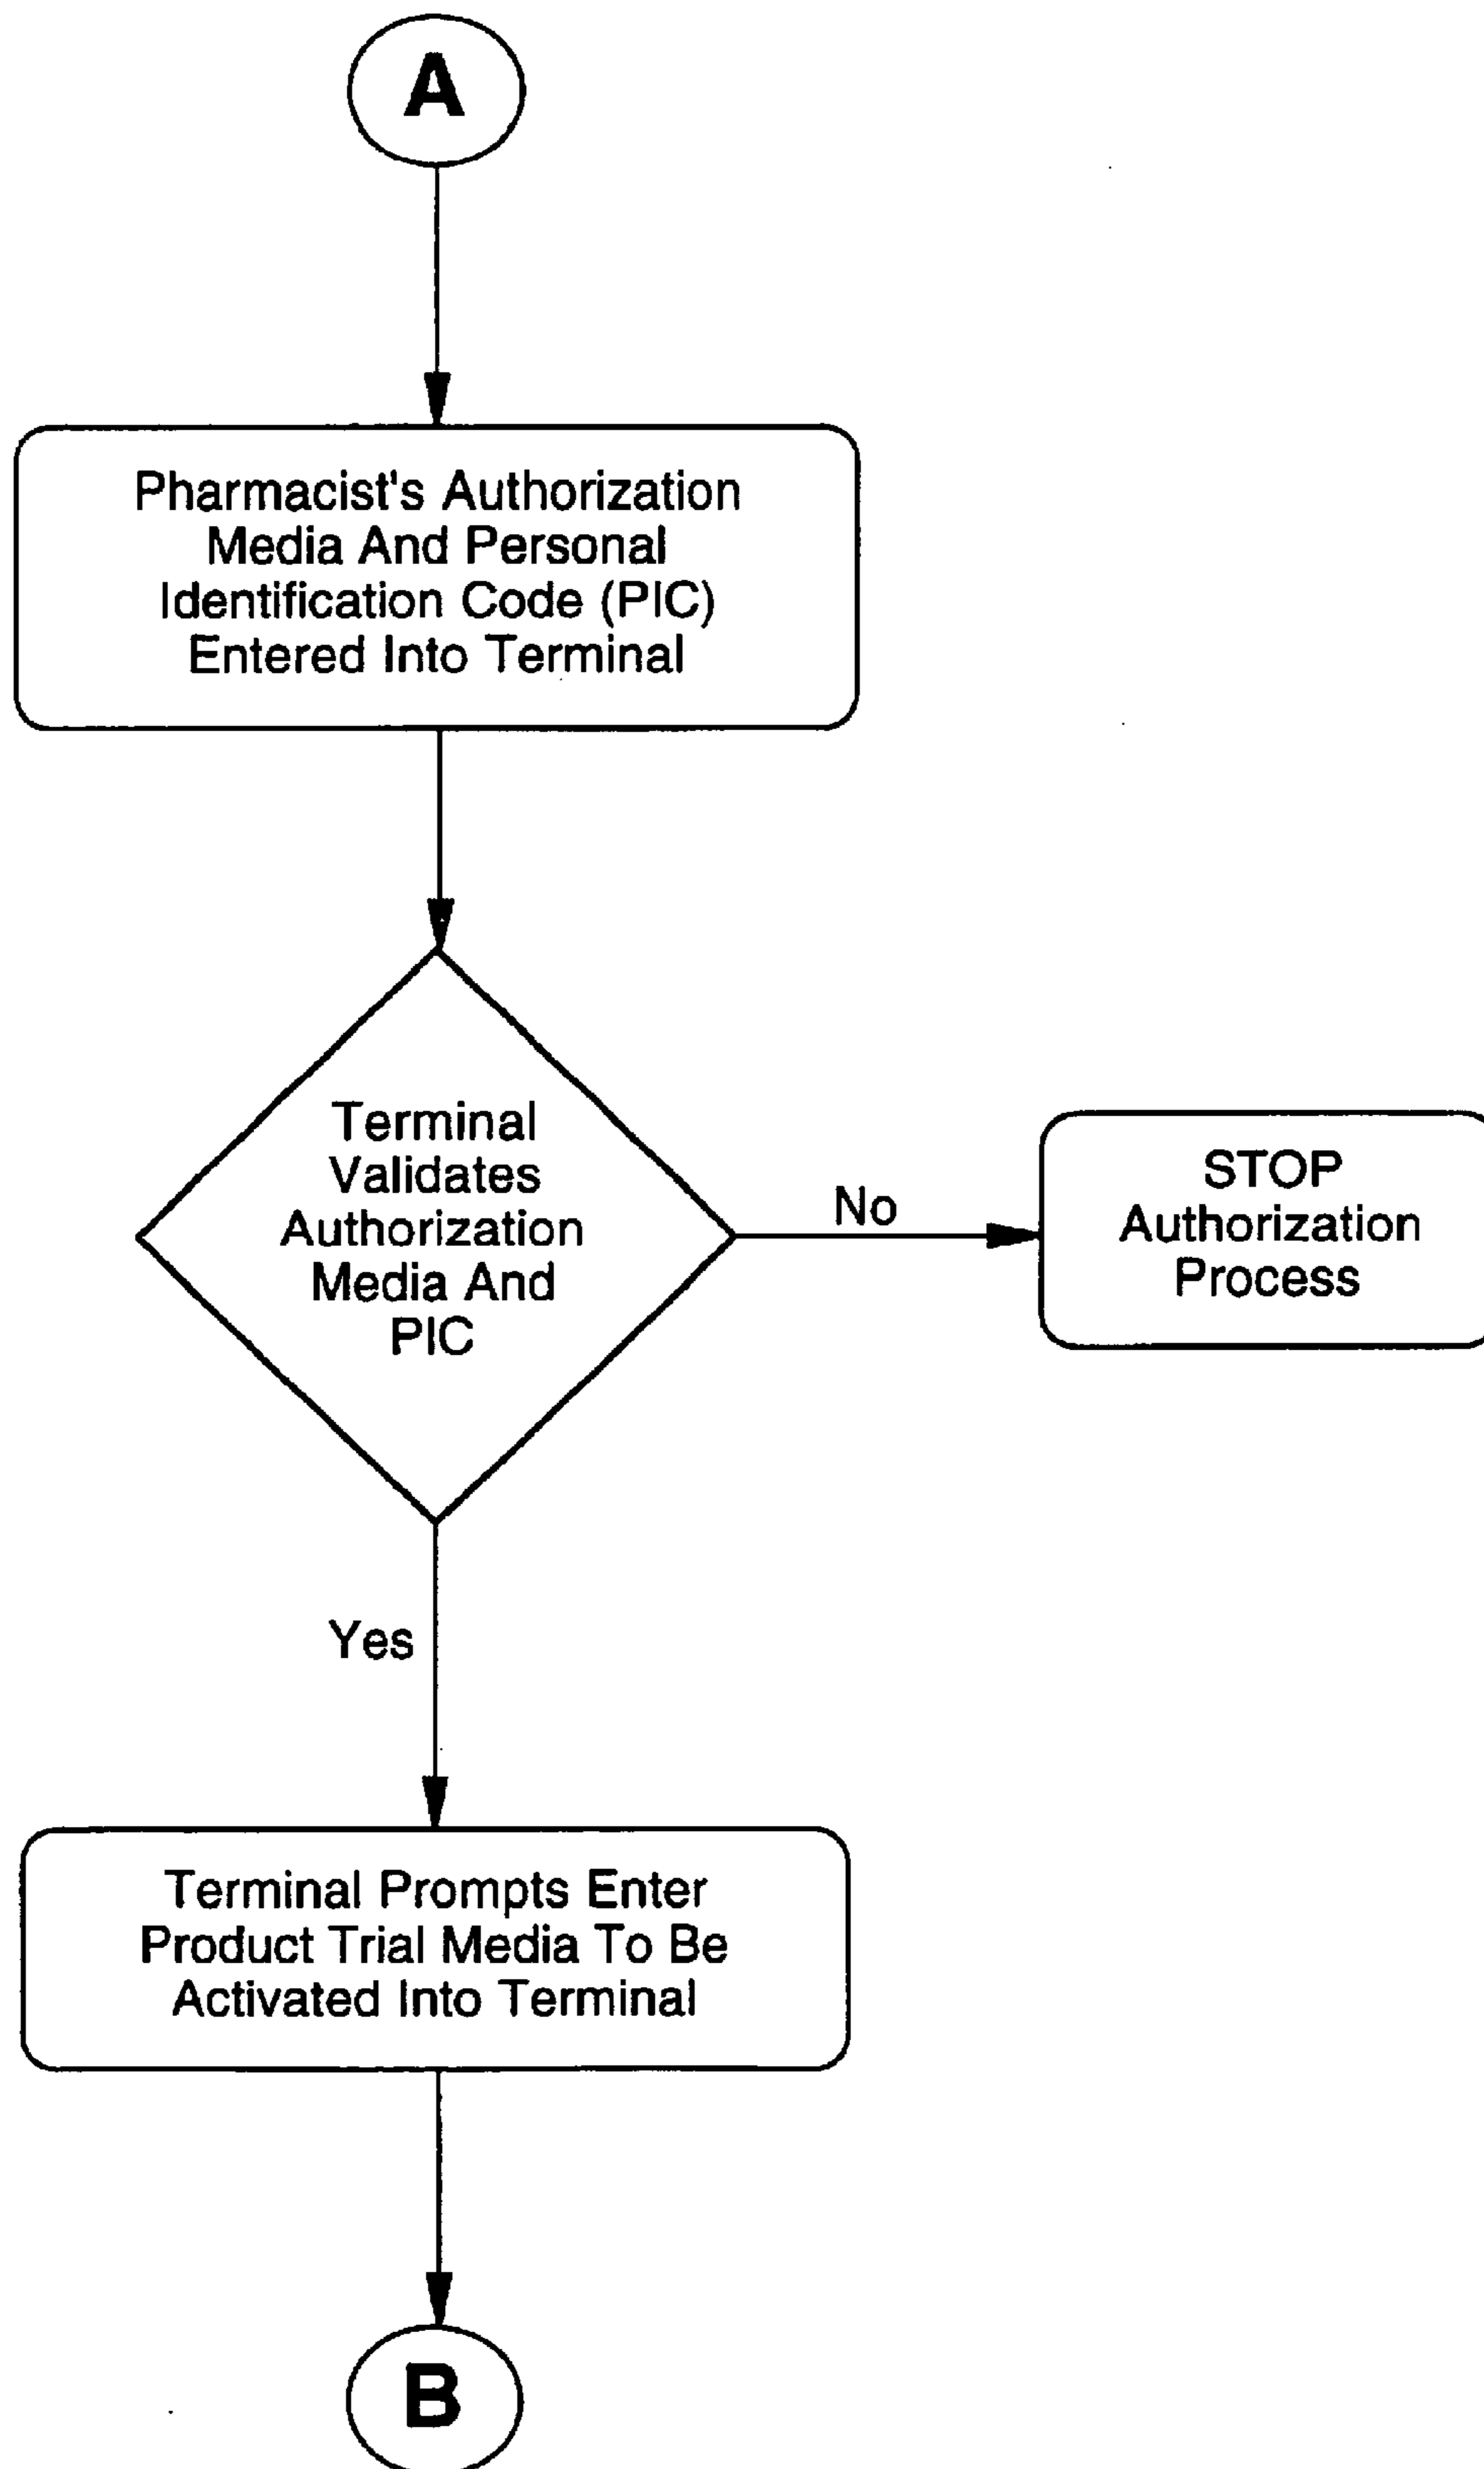 A
Pharmacist's Authorization
Media And Personal
Identification Code (PIC)
Entered Into Terminal
Terminal
Validates
Authorization
Media And
PIC
No
STOP
Authorization
Process
Yes
Terminal Prompts Enter
Product Trial Media To Be
Activated Into Terminal
B